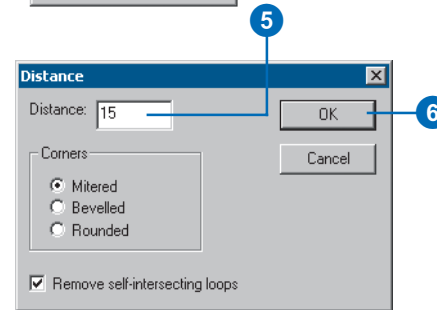 5
Distance
Distance: 15
OK
6
Corners
Cancel
Mitered
Bevelled
Rounded
Remove self-intersecting loops